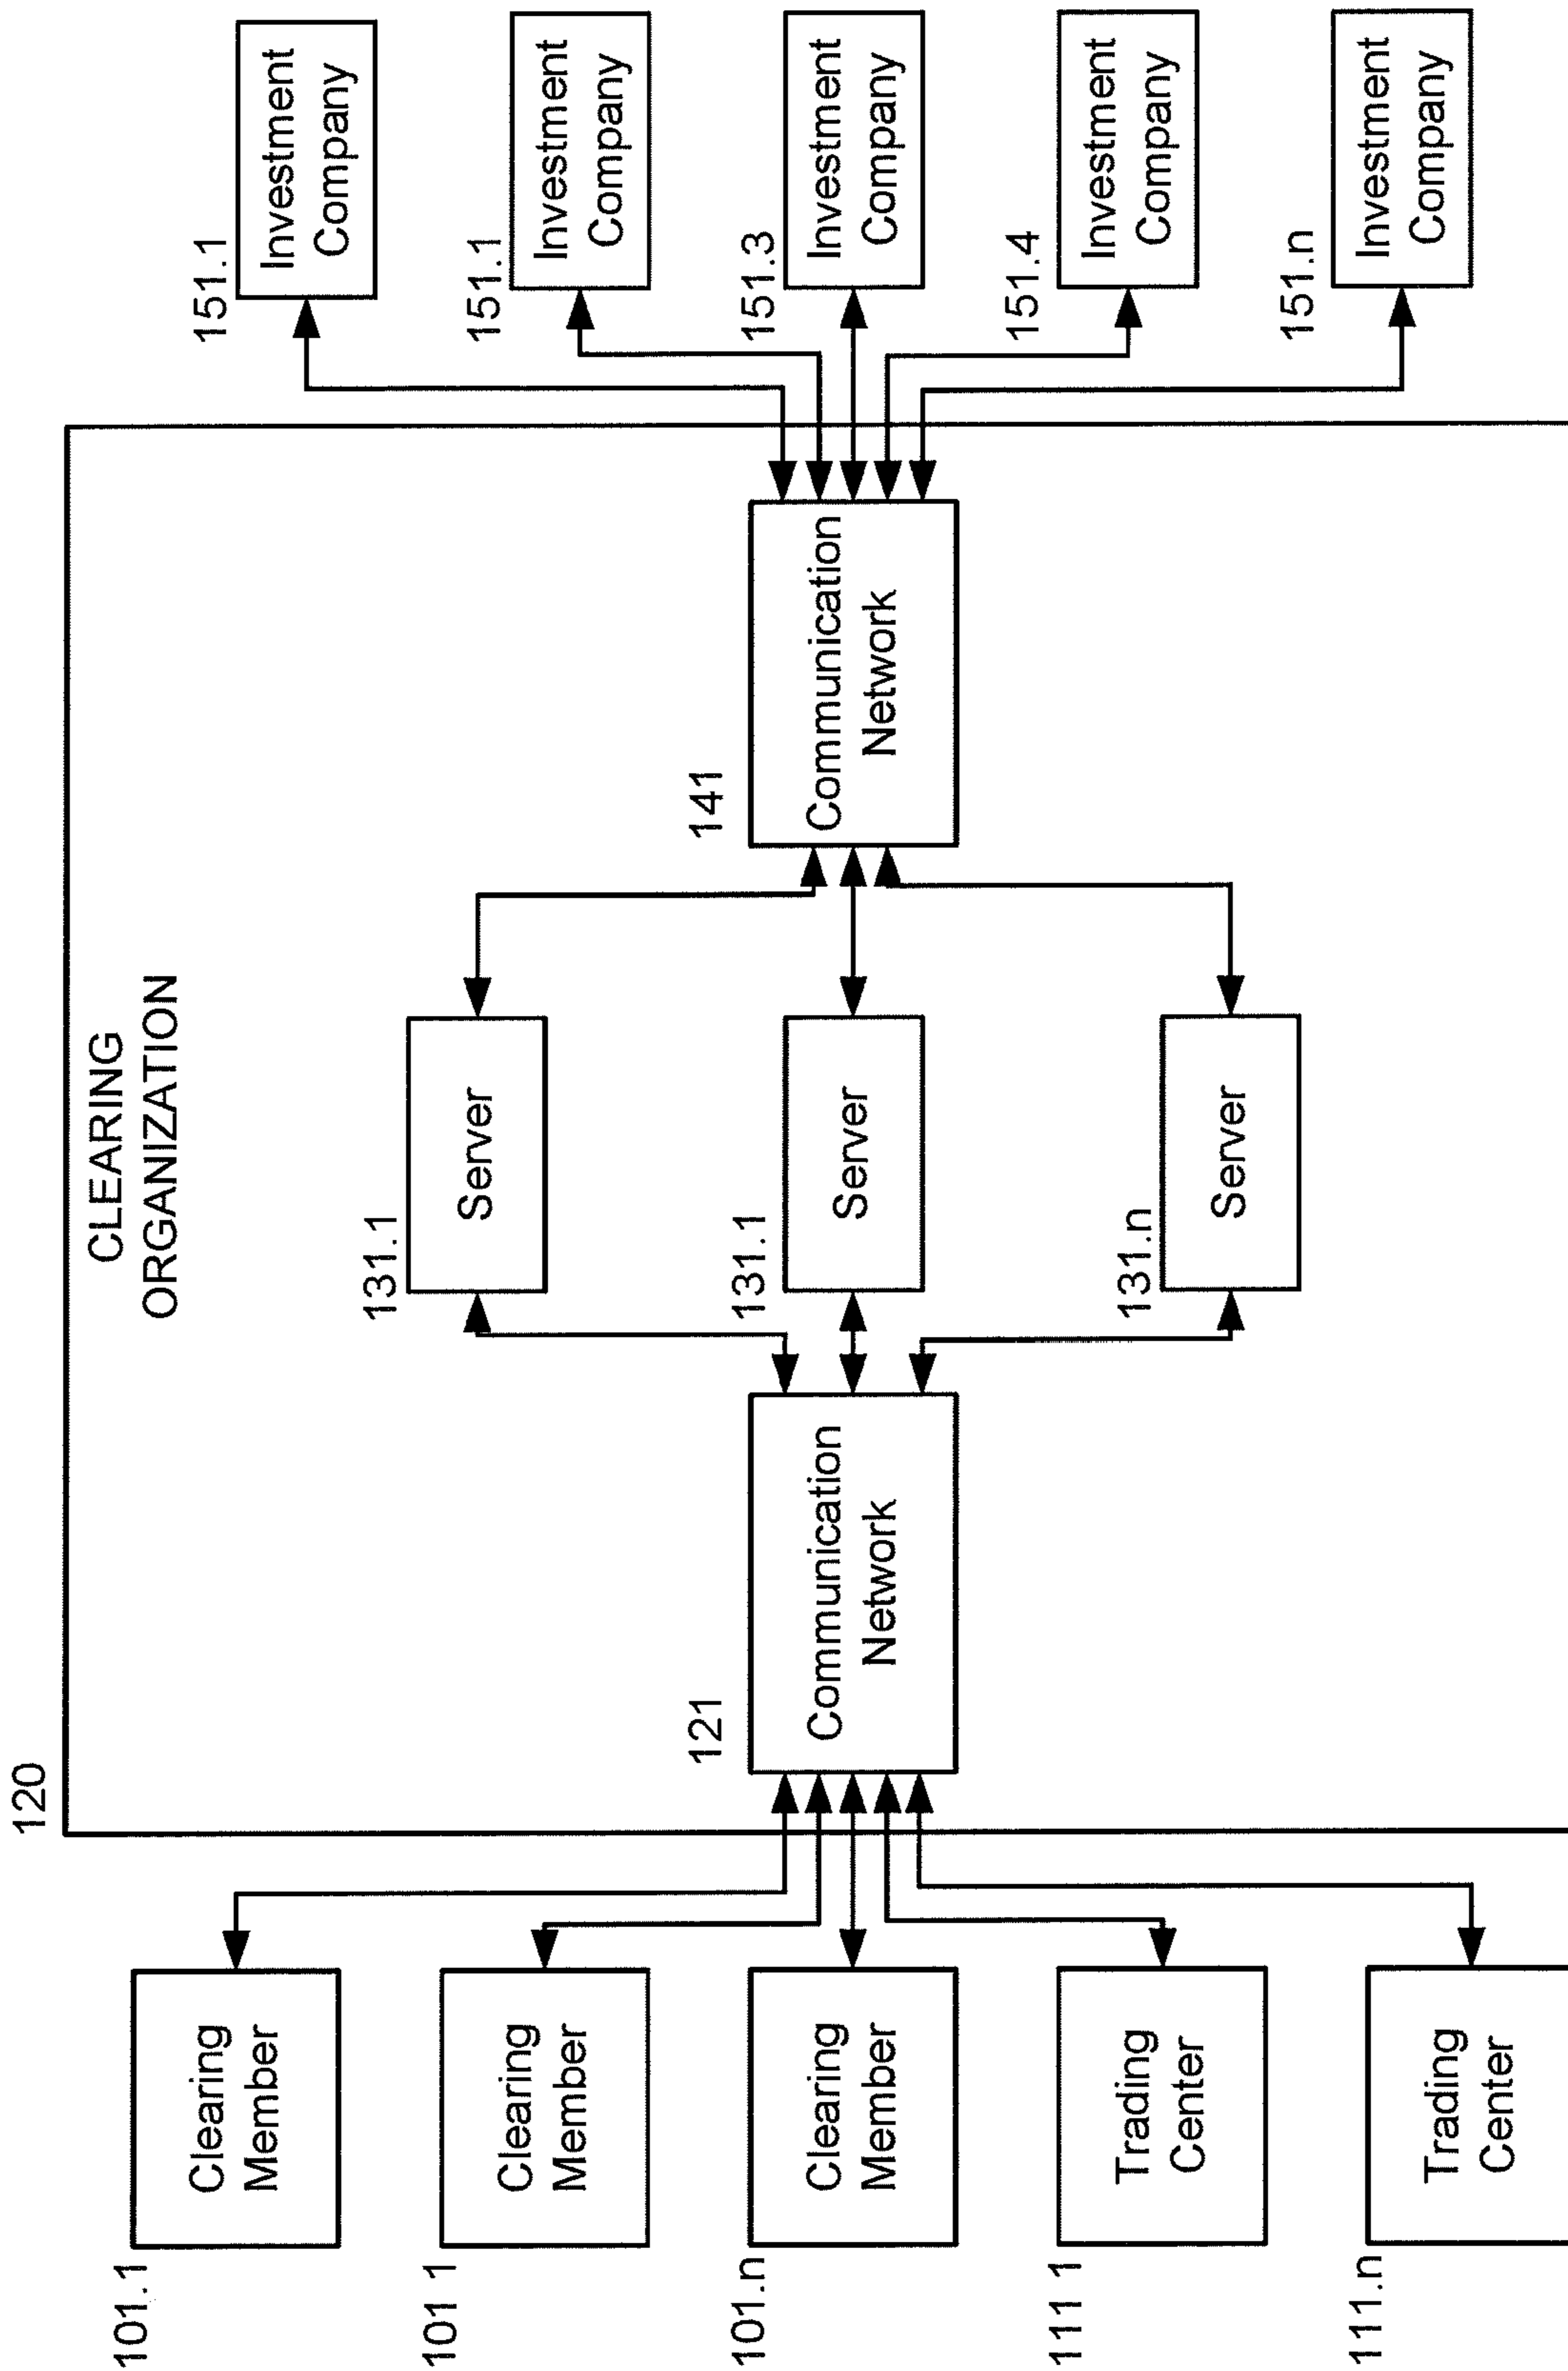 120
CLEARING
ORGANIZATION
101.1
Clearing
Member
101 1
Clearing
Member
101.n
Clearing
Member
111 1
Trading
Center
111.n
Trading
Center
121
Communication
Network
131.1
Server
131.1
Server
131.n
Server
141
Communication
Network
151.1
Investment
Company
151.1
Investment
Company
151.3
Investment
Company
151.4
Investment
Company
151.n
Investment
Company